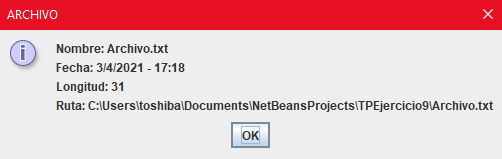 ARCHIVO
Nombre: Archivo.txt
Fecha: 3/4/2021 - 17:18
Longitud: 31
Ruta: C:\Users\toshiba\Documents\NetBeansProjects\TPEjercicio9\Archivo.txt
OK